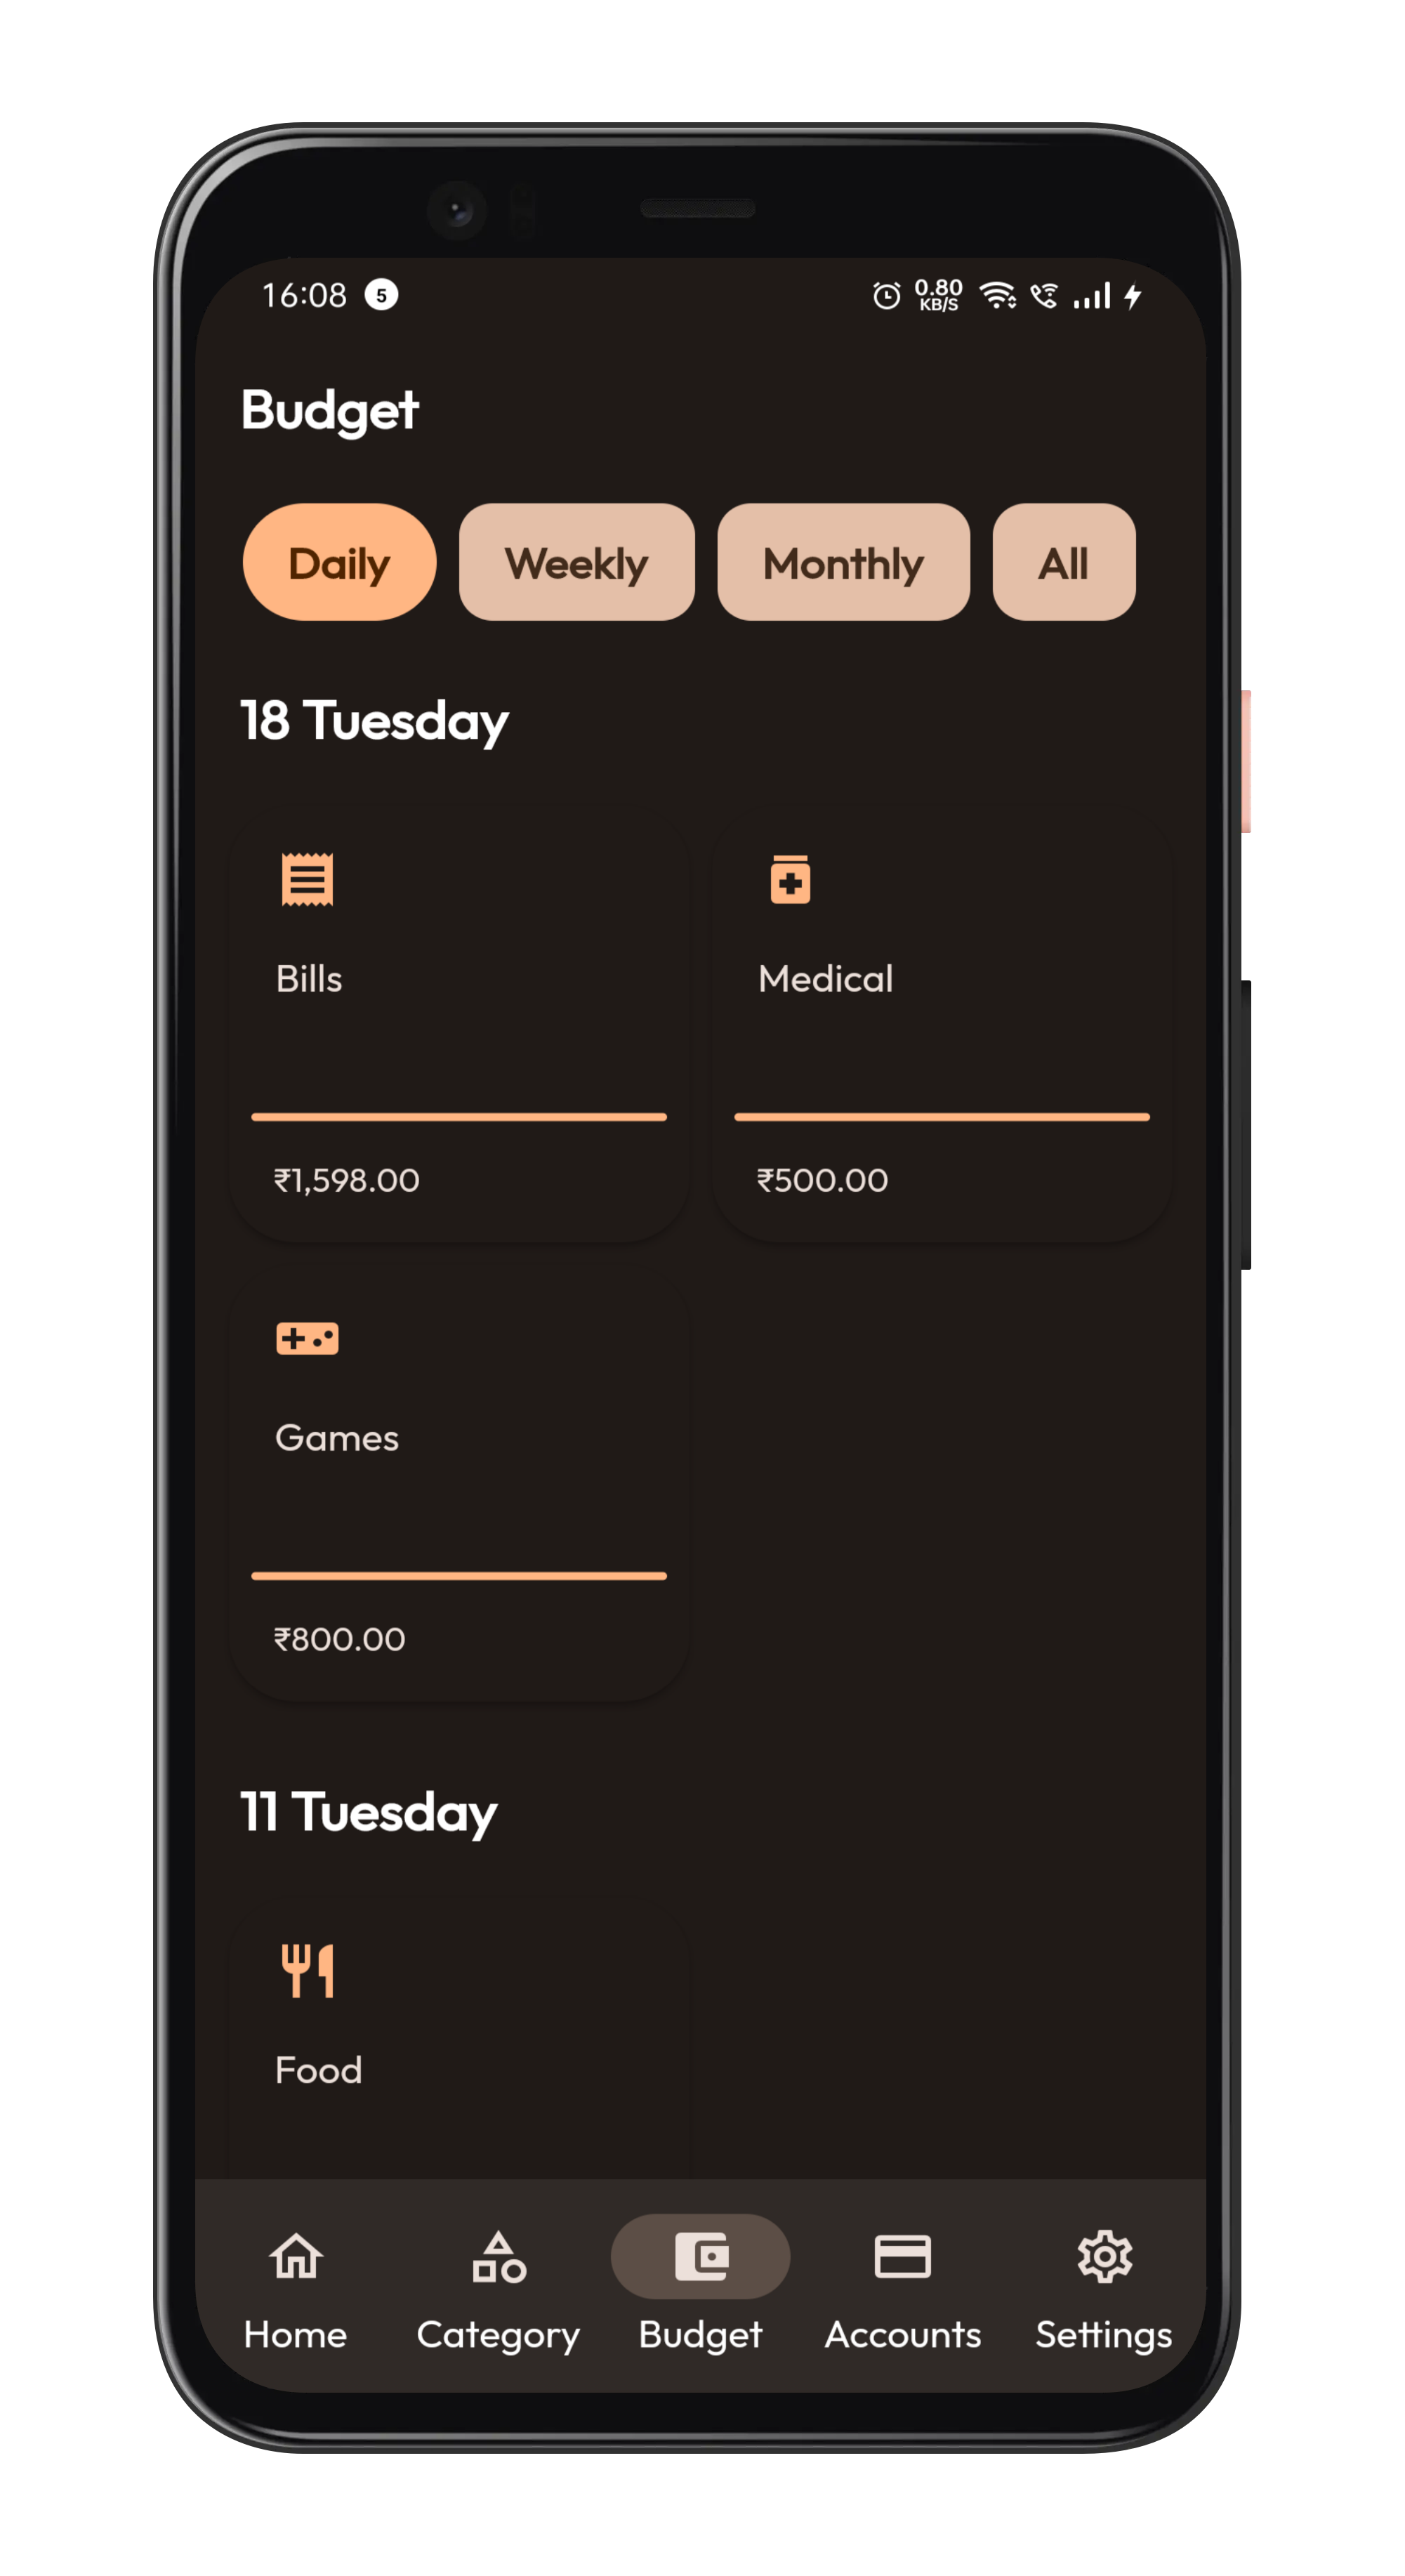 16:08 5 0.80 KB/S
Budget
Daily Weekly Monthly All
18 Tuesday
Bills Medical
₹1,598.00 ₹500.00
Games
₹800.00
11 Tuesday
Food
Home Category Budget Accounts Settings